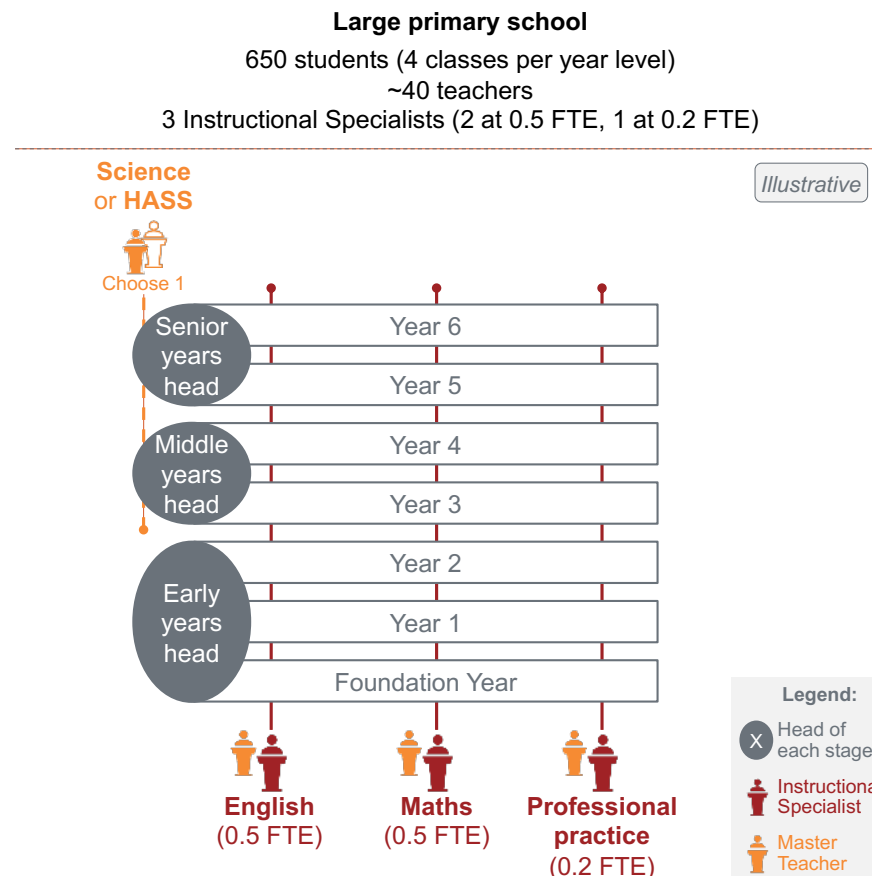 Large primary school
650 students (4 classes per year level)
~40 teachers
3 Instructional Specialists (2 at 0.5 FTE, 1 at 0.2 FTE)
Science
or HASS
Illustrative
Choose 1
Senior
years
head
Year 6
Year 5
Middle
years
head
Year 4
Year 3
Early
years
head
Year 2
Year 1
Foundation Year
English
(0.5 FTE)
Maths
(0.5 FTE)
Professional
practice
(0.2 FTE)
Legend:
X
Head of
each stage
Instructiona
Specialist
Master
Teacher